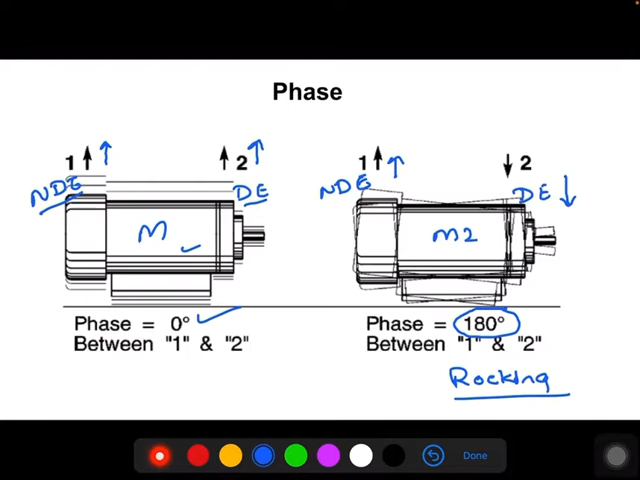 Phase
1 2 1 2
NDE DE NDE DE
M M2
Phase = 0° Phase = 180°
Between "1" & "2" Between "1" & "2"
Rocking
Done